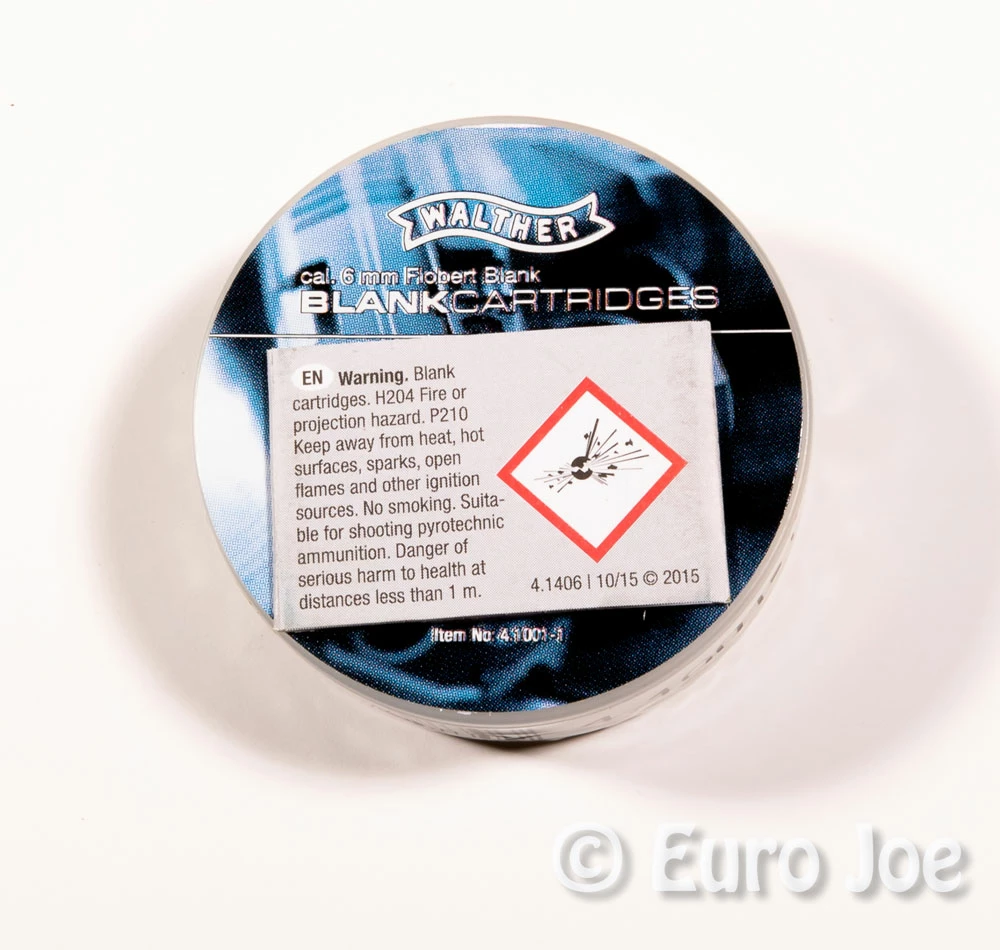 WALTHER
cal. 6 mm Flobert Blank
BLANKCARTRIDGES
EN Warning. Blank
cartridges. H204 Fire or
projection hazard. P210
Keep away from heat, hot
surfaces, sparks, open
flames and other ignition
sources. No smoking. Suita-
ble for shooting pyrotechnic
ammunition. Danger of
serious harm to health at
distances less than 1 m.
4.1406 | 10/15 © 2015
Item No: 4.1001-1
© Euro Joe